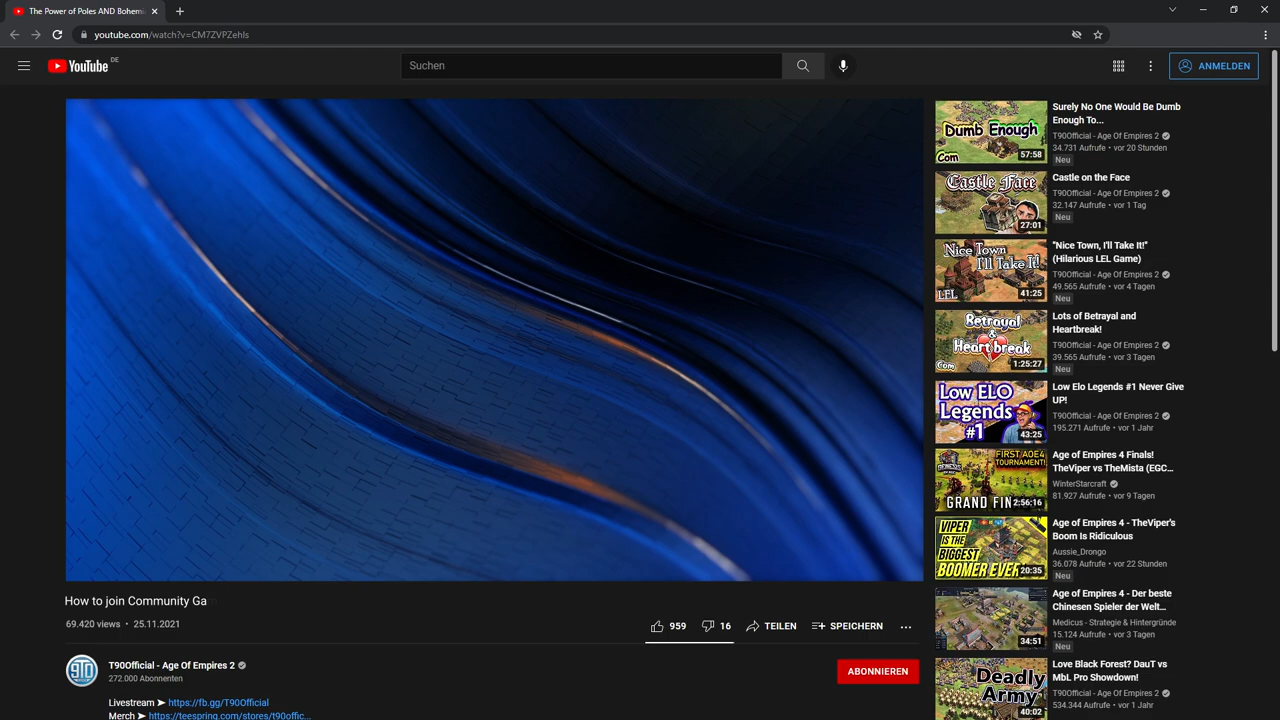 The Power of Poles AND Bohemi
youtube.com/watch?v=CM7ZVPZehls
YouTube DE
Suchen
ANMELDEN
Dumb Enough
Com
57:58
Surely No One Would Be Dumb
Enough To...
T90Official - Age Of Empires 2
34.731 Aufrufe • vor 20 Stunden
Neu
Castle Face
27:01
Castle on the Face
T90Official - Age Of Empires 2
32.147 Aufrufe • vor 1 Tag
Neu
Nice Town
I'll Take It!
LEL
41:25
"Nice Town, I'll Take It!"
(Hilarious LEL Game)
T90Official - Age Of Empires 2
49.565 Aufrufe • vor 4 Tagen
Neu
Betrayal
&
Heartbreak
Com
1:25:27
Lots of Betrayal and
Heartbreak!
T90Official - Age Of Empires 2
39.565 Aufrufe • vor 3 Tagen
Neu
Low ELO
Legends
#1
43:25
Low Elo Legends #1 Never Give
UP!
T90Official - Age Of Empires 2
195.271 Aufrufe • vor 1 Jahr
FIRST AOE4
TOURNAMENT!
GRAND FIN
2:56:16
Age of Empires 4 Finals!
TheViper vs TheMista (EGC...
WinterStarcraft
81.927 Aufrufe • vor 9 Tagen
VIPER
IS THE
BIGGEST
BOOMER EVER
20:35
Age of Empires 4 - TheViper's
Boom Is Ridiculous
Aussie_Drongo
36.078 Aufrufe • vor 22 Stunden
Neu
34:51
Age of Empires 4 - Der beste
Chinesen Spieler der Welt...
Medicus - Strategie & Hintergründe
15.124 Aufrufe • vor 3 Tagen
Neu
Deadly
Army
40:02
Love Black Forest? DauT vs
MbL Pro Showdown!
T90Official - Age Of Empires 2
534.344 Aufrufe • vor 1 Jahr
How to join Community Ga
69.420 views • 25.11.2021
959
16
TEILEN
SPEICHERN
T90Official - Age Of Empires 2
272.000 Abonnenten
ABONNIEREN
Livestream ➤ https://fb.gg/T90Official
Merch ➤ https://teespring.com/stores/t90offic...